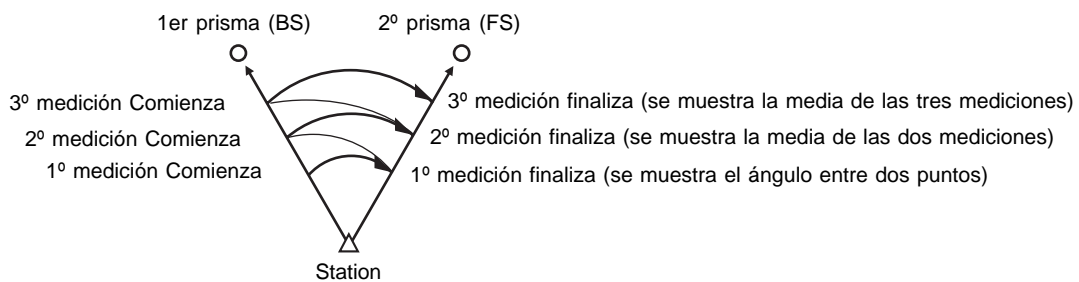 1er prisma (BS)
2º prisma (FS)
3º medición Comienza
3º medición finaliza (se muestra la media de las tres mediciones)
2º medición Comienza
2º medición finaliza (se muestra la media de las dos mediciones)
1º medición Comienza
1º medición finaliza (se muestra el ángulo entre dos puntos)
Station